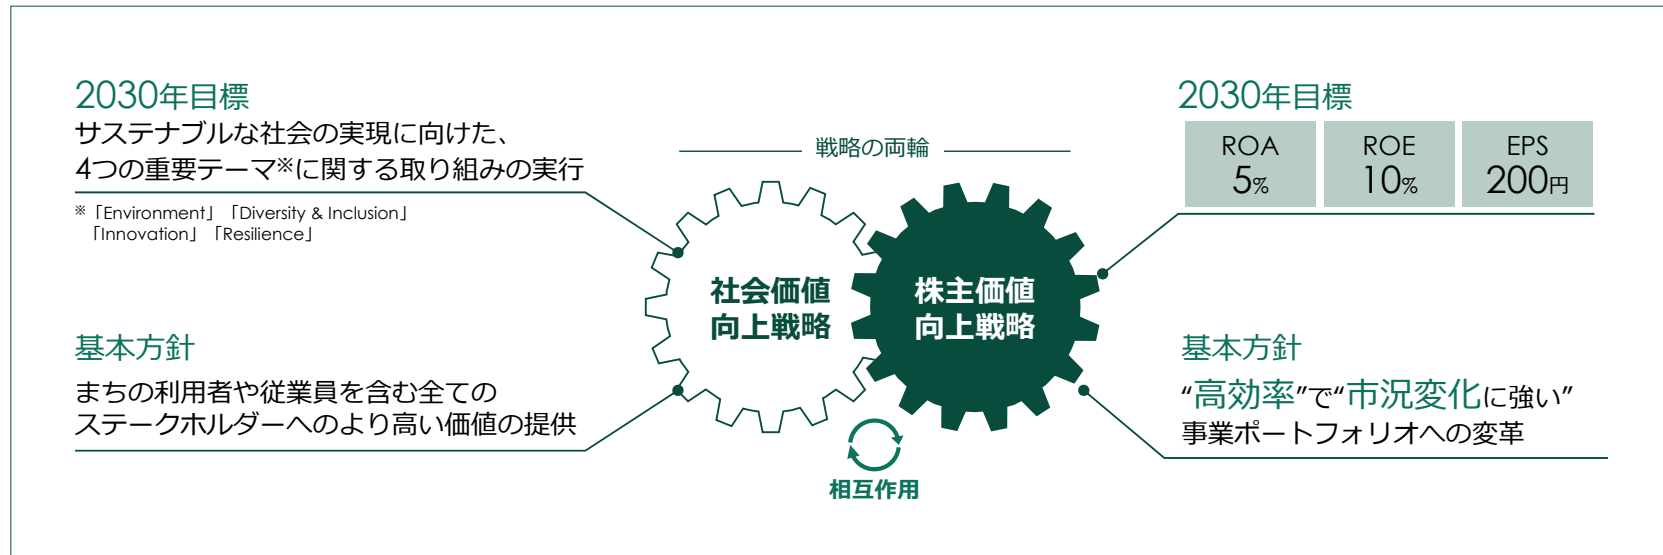 2030年目標
サステナブルな社会の実現に向けた、
4つの重要テーマ※に関する取り組みの実行
※「Environment」「Diversity & Inclusion」
「Innovation」「Resilience」
基本方針
まちの利用者や従業員を含む全ての
ステークホルダーへのより高い価値の提供
戦略の両輪
社会価値
向上戦略
株主価値
向上戦略
相互作用
2030年目標
ROA
5%
ROE
10%
EPS
200円
基本方針
“高効率”で“市況変化に強い”
事業ポートフォリオへの変革